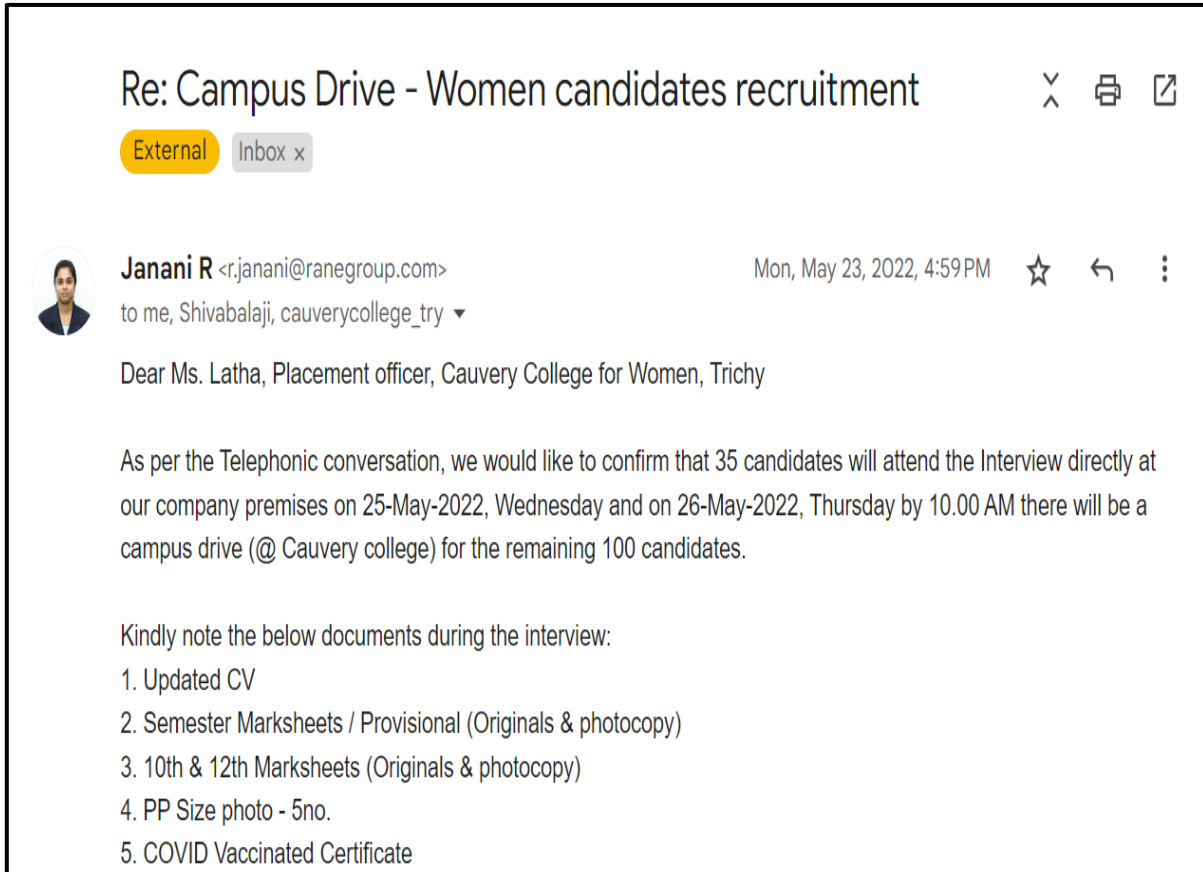 Re: Campus Drive - Women candidates recruitment
External Inbox ×
Janani R <r.janani@ranegroup.com> Mon, May 23, 2022, 4:59 PM
to me, Shivabalaji, cauverycollege_try
Dear Ms. Latha, Placement officer, Cauvery College for Women, Trichy
As per the Telephonic conversation, we would like to confirm that 35 candidates will attend the Interview directly at
our company premises on 25-May-2022, Wednesday and on 26-May-2022, Thursday by 10.00 AM there will be a
campus drive (@ Cauvery college) for the remaining 100 candidates.
Kindly note the below documents during the interview:
1. Updated CV
2. Semester Marksheets / Provisional (Originals & photocopy)
3. 10th & 12th Marksheets (Originals & photocopy)
4. PP Size photo - 5no.
5. COVID Vaccinated Certificate